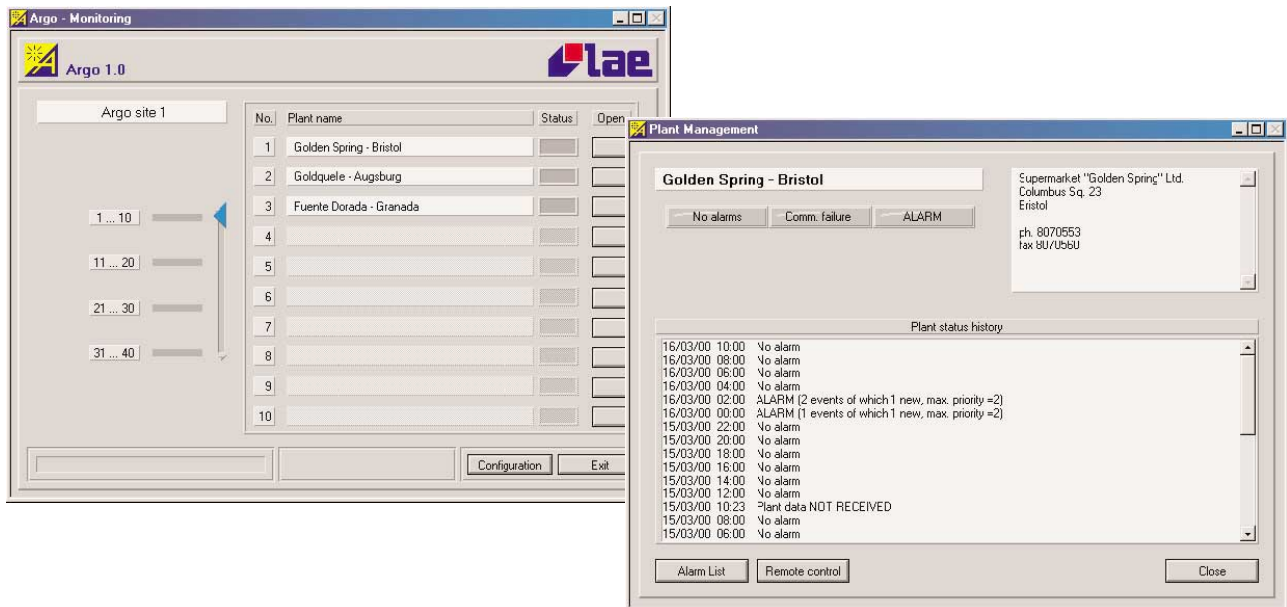 Argo - Monitoring
Argo 1.0
lae
Argo site 1
No. Plant name Status Open
1 Golden Spring - Bristol
2 Goldquele - Augsburg
3 Fuente Dorada - Granada
4
5
6
7
8
9
10
1 ... 10
11 ... 20
21 ... 30
31 ... 40
Configuration Exit
Plant Management
Golden Spring - Bristol
No alarms Comm. failure ALARM
Supermarket "Golden Spring" Ltd.
Columbus Sq. 23
Bristol
ph. 8070553
fax 8070560
Plant status history
16/03/00 10:00 No alarm
16/03/00 08:00 No alarm
16/03/00 06:00 No alarm
16/03/00 04:00 No alarm
16/03/00 02:00 ALARM (2 events of which 1 new, max. priority =2)
16/03/00 00:00 ALARM (1 events of which 1 new, max. priority =2)
15/03/00 22:00 No alarm
15/03/00 20:00 No alarm
15/03/00 18:00 No alarm
15/03/00 16:00 No alarm
15/03/00 14:00 No alarm
15/03/00 12:00 No alarm
15/03/00 10:23 Plant data NOT RECEIVED
15/03/00 08:00 No alarm
15/03/00 06:00 No alarm
Alarm List Remote control Close